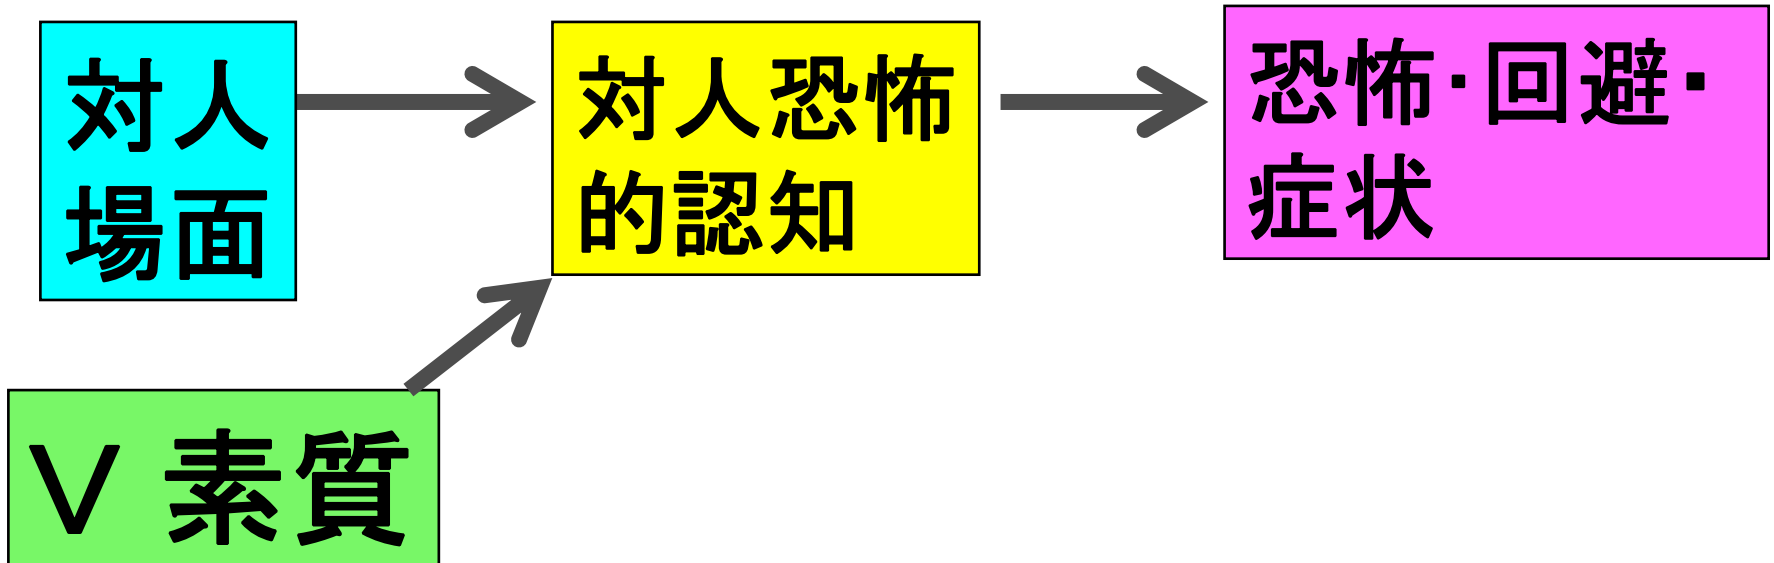 対人
場面
対人恐怖
的認知
恐怖・回避・
症状
V 素質